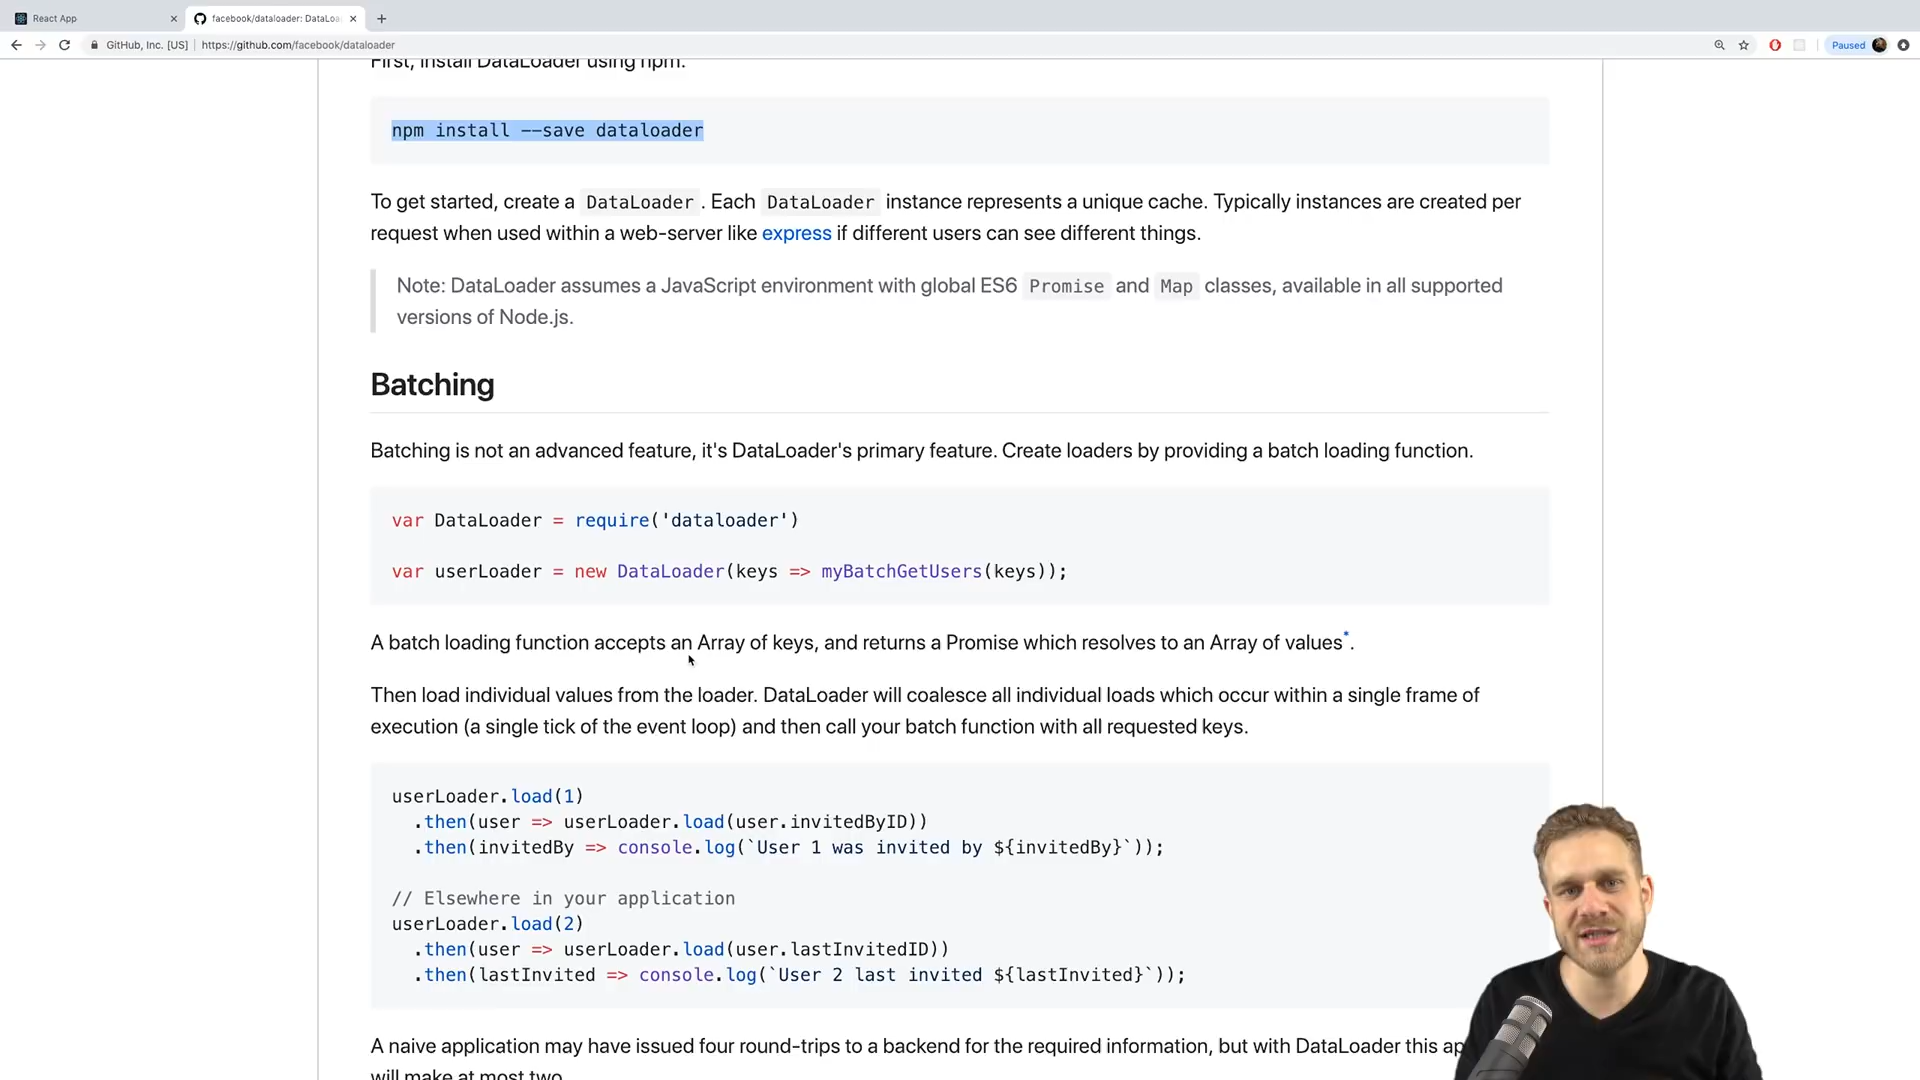 React App
facebook/dataloader: DataLoa
GitHub, Inc. [US] https://github.com/facebook/dataloader
Paused
First, install DataLoader using npm.
npm install --save dataloader
To get started, create a DataLoader . Each DataLoader instance represents a unique cache. Typically instances are created per
request when used within a web-server like express if different users can see different things.
Note: DataLoader assumes a JavaScript environment with global ES6 Promise and Map classes, available in all supported
versions of Node.js.
Batching
Batching is not an advanced feature, it's DataLoader's primary feature. Create loaders by providing a batch loading function.
var DataLoader = require('dataloader')
var userLoader = new DataLoader(keys => myBatchGetUsers(keys));
A batch loading function accepts an Array of keys, and returns a Promise which resolves to an Array of values*.
Then load individual values from the loader. DataLoader will coalesce all individual loads which occur within a single frame of
execution (a single tick of the event loop) and then call your batch function with all requested keys.
userLoader.load(1)
.then(user => userLoader.load(user.invitedByID))
.then(invitedBy => console.log(`User 1 was invited by ${invitedBy}`));
// Elsewhere in your application
userLoader.load(2)
.then(user => userLoader.load(user.lastInvitedID))
.then(lastInvited => console.log(`User 2 last invited ${lastInvited}`));
A naive application may have issued four round-trips to a backend for the required information, but with DataLoader this ap
will make at most two